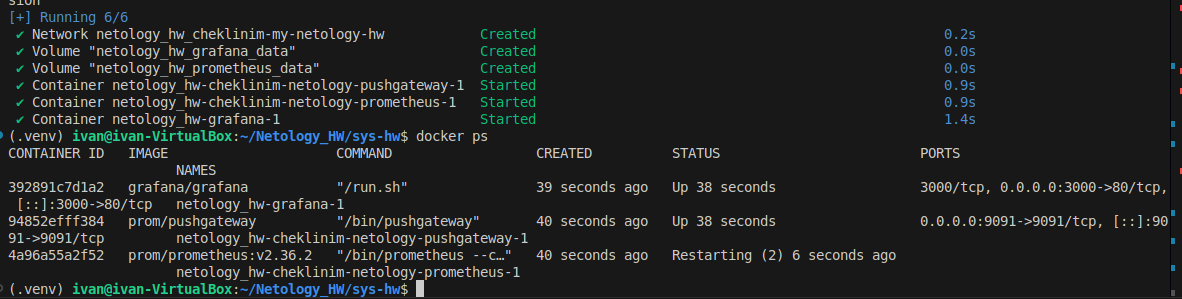 sion
[+] Running 6/6
✔ Network netology_hw_cheklinim-my-netology-hw Created 0.2s
✔ Volume "netology_hw_grafana_data" Created 0.0s
✔ Volume "netology_hw_prometheus_data" Created 0.0s
✔ Container netology_hw-cheklinim-netology-pushgateway-1 Started 0.9s
✔ Container netology_hw-cheklinim-netology-prometheus-1 Started 0.9s
✔ Container netology_hw-grafana-1 Started 1.4s
(.venv) ivan@ivan-VirtualBox:~/Netology_HW/sys-hw$ docker ps
CONTAINER ID IMAGE COMMAND CREATED STATUS PORTS
NAMES
392891c7d1a2 grafana/grafana "/run.sh" 39 seconds ago Up 38 seconds 3000/tcp, 0.0.0.0:3000->80/tcp,
[::]:3000->80/tcp netology_hw-grafana-1
94852efff384 prom/pushgateway "/bin/pushgateway" 40 seconds ago Up 38 seconds 0.0.0.0:9091->9091/tcp, [::]:90
91->9091/tcp netology_hw-cheklinim-netology-pushgateway-1
4a96a55a2f52 prom/prometheus:v2.36.2 "/bin/prometheus --c…" 40 seconds ago Restarting (2) 6 seconds ago
netology_hw-cheklinim-netology-prometheus-1
(.venv) ivan@ivan-VirtualBox:~/Netology_HW/sys-hw$